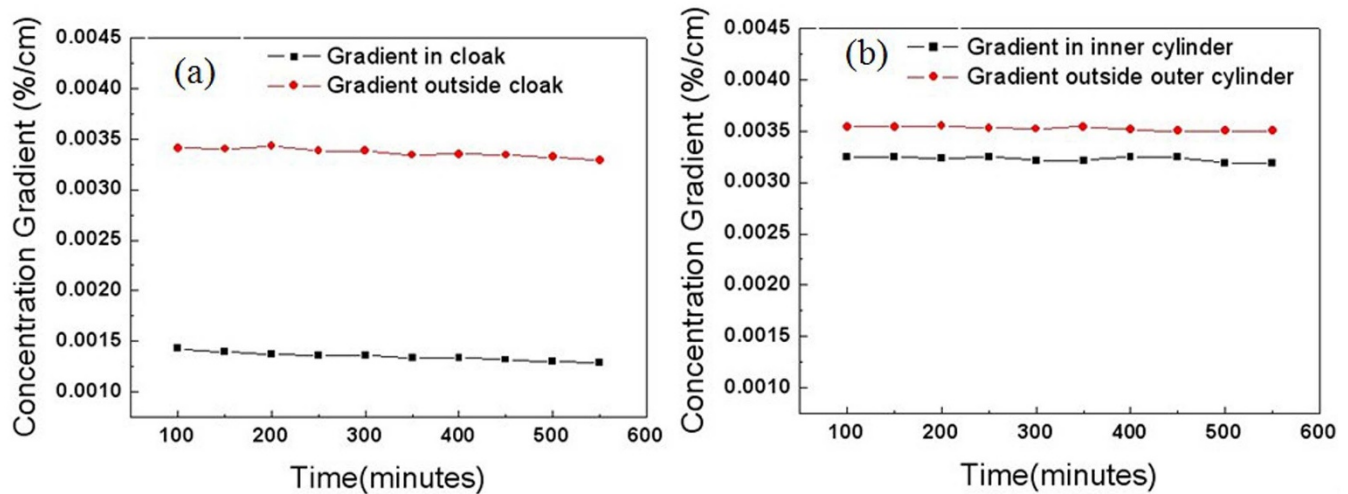 (a)
Gradient in cloak
Gradient outside cloak
Concentration Gradient (%/cm)
0.0045
0.0040
0.0035
0.0030
0.0025
0.0020
0.0015
0.0010
100 200 300 400 500 600
Time(minutes)
(b)
Gradient in inner cylinder
Gradient outside outer cylinder
Concentration Gradient (%/cm)
0.0045
0.0040
0.0035
0.0030
0.0025
0.0020
0.0015
0.0010
100 200 300 400 500 600
Time(minutes)